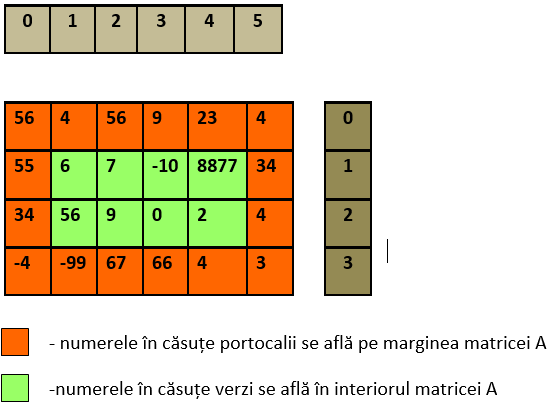 0 1 2 3 4 5
56 4 56 9 23 4 0
55 6 7 -10 8877 34 1
34 56 9 0 2 4 2
-4 -99 67 66 4 3 3
- numerele în căsuțe portocalii se află pe marginea matricei A
-numerele în căsuțe verzi se află în interiorul matricei A